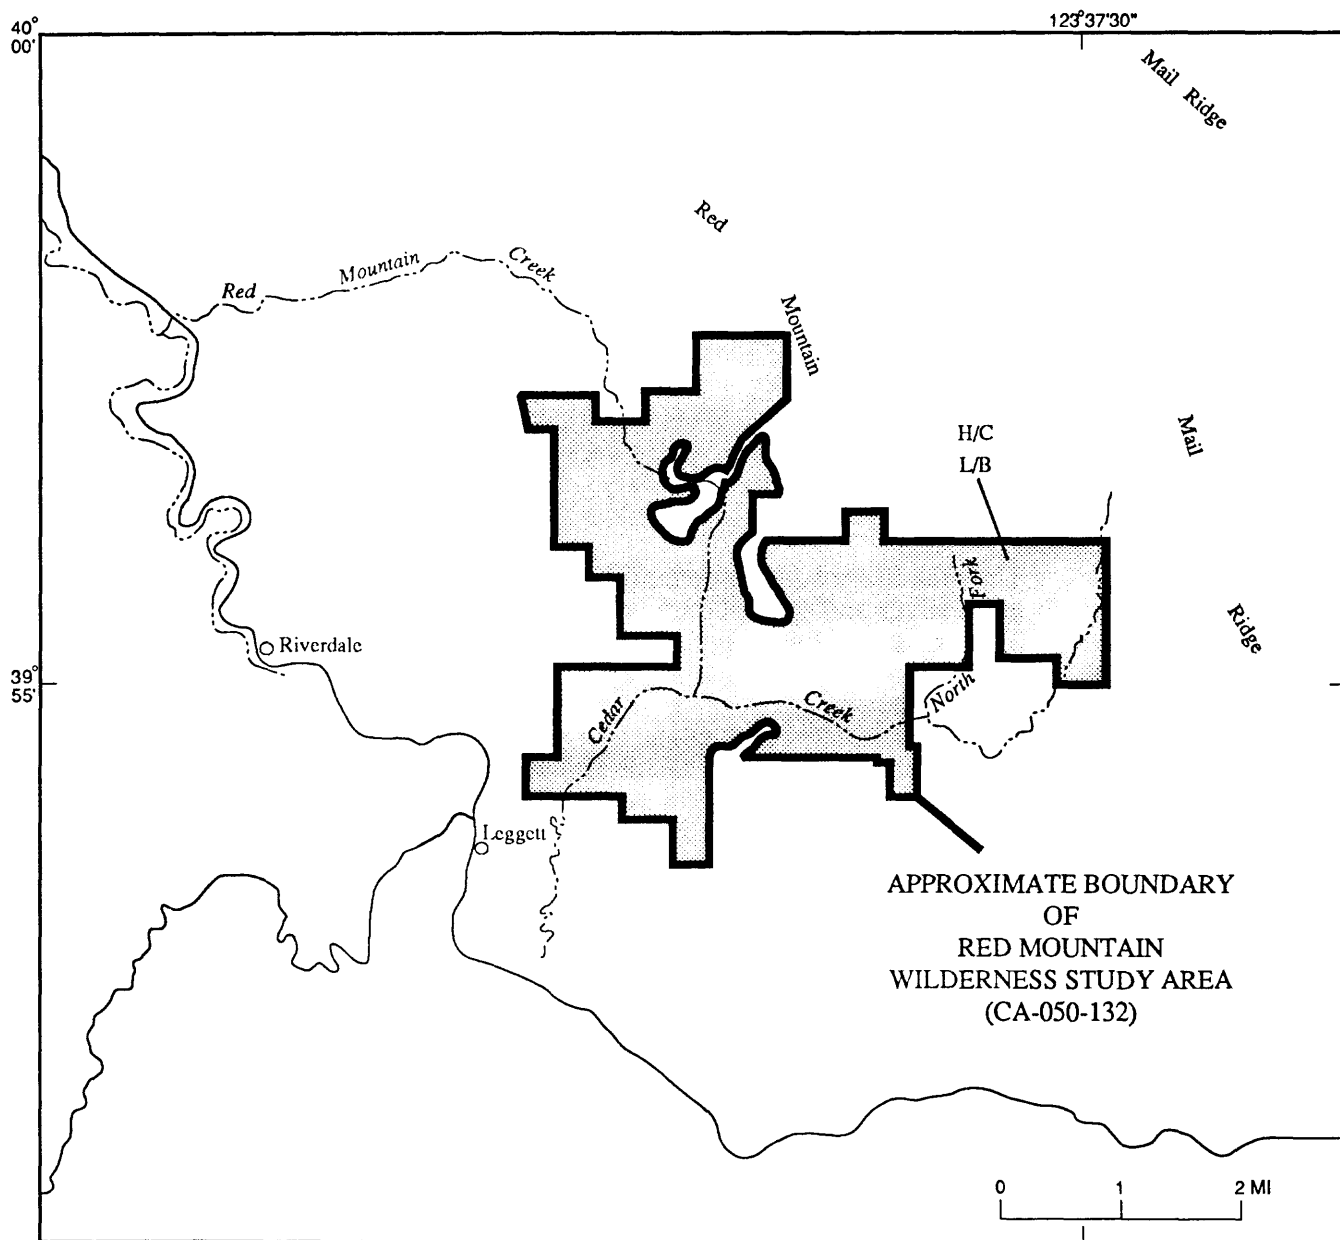 40°
00'
123°37'30"
Mail Ridge
Red
Mountain
Red Mountain Creek
H/C
L/B
Mail
Ridge
Fork
North
Riverdale
39°
55'
Cedar
Creek
Leggett
APPROXIMATE BOUNDARY
OF
RED MOUNTAIN
WILDERNESS STUDY AREA
(CA-050-132)
0 1 2 MI